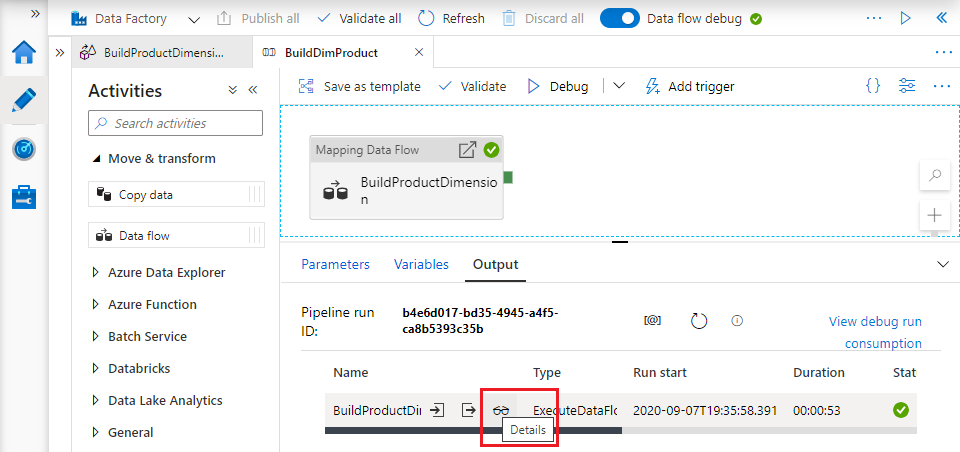 Data Factory
Publish all
Validate all
Refresh
Discard all
Data flow debug
BuildProductDimensi...
BuildDimProduct
Activities
Save as template
Validate
Debug
Add trigger
{}
Search activities
Move & transform
Copy data
Data flow
Azure Data Explorer
Azure Function
Batch Service
Databricks
Data Lake Analytics
General
Mapping Data Flow
BuildProductDimensio
n
Parameters
Variables
Output
Pipeline run
ID:
b4e6d017-bd35-4945-a4f5-
ca8b5393c35b
[@]
View debug run
consumption
Name
Type
Run start
Duration
Stat
BuildProductDi
ExecuteDataFlo
2020-09-07T19:35:58.391
00:00:53
Details